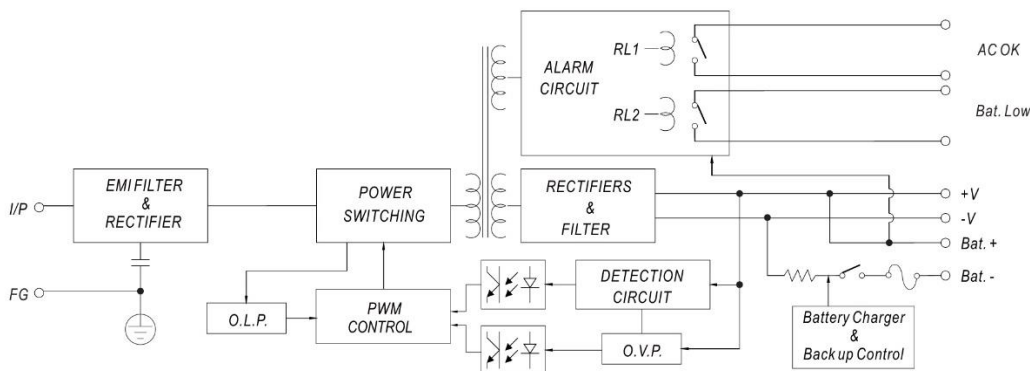 RL1
ALARM
CIRCUIT
RL2
AC OK
Bat. Low
I/P
EMI FILTER
&
RECTIFIER
POWER
SWITCHING
RECTIFIERS
&
FILTER
+V
-V
Bat. +
Bat. -
FG
O.L.P.
PWM
CONTROL
DETECTION
CIRCUIT
O.V.P.
Battery Charger
&
Back up Control